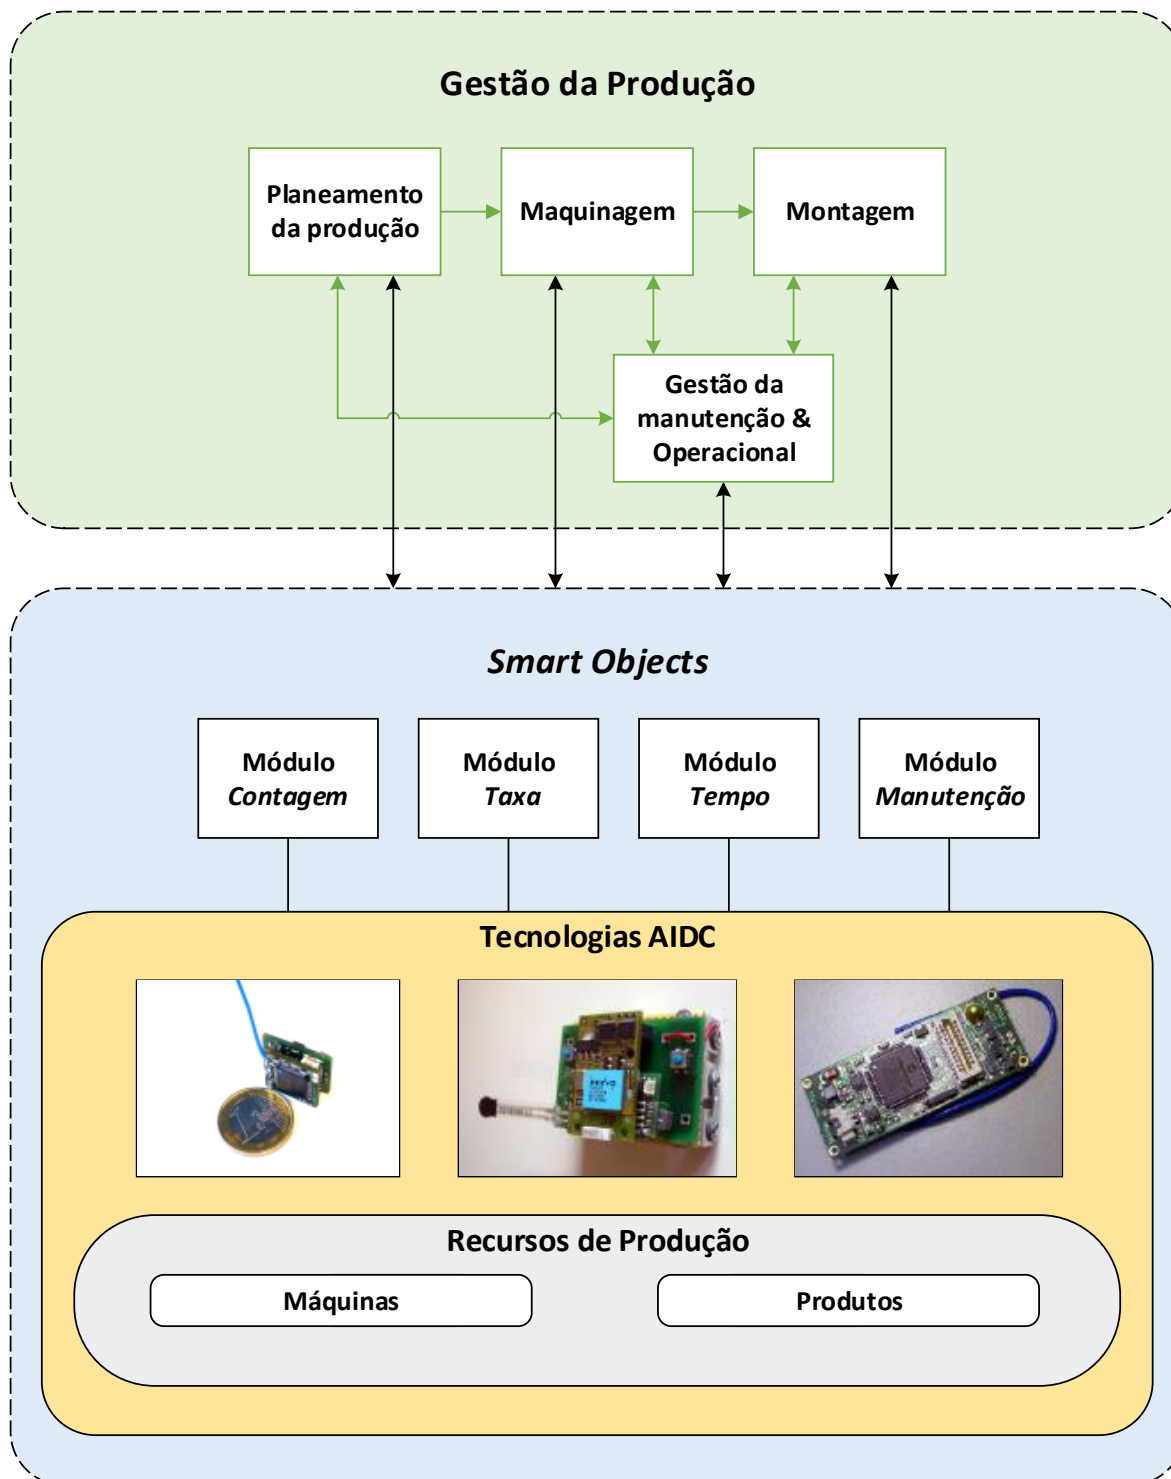 Gestão da Produção
Planeamento
da produção
Maquinagem
Montagem
Gestão da
manutenção &
Operacional
Smart Objects
Módulo
Contagem
Módulo
Taxa
Módulo
Tempo
Módulo
Manutenção
Tecnologias AIDC
Recursos de Produção
Máquinas
Produtos